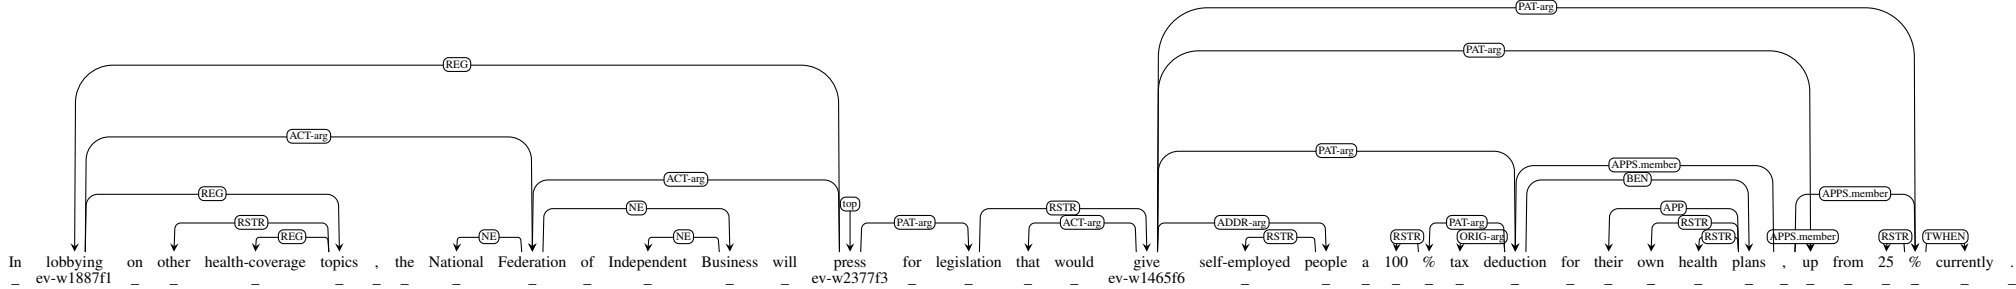 PAT-arg
PAT-arg
REG
ACT-arg
PAT-arg
APPS.member
ACT-arg BEN
REG APPS.member
top
NE RSTR APP
RSTR PAT-arg ACT-arg ADDR-arg PAT-arg RSTR
REG NE NE RSTR RSTR ORIG-arg RSTR APPS.member RSTR TWHEN
In lobbying on other health-coverage topics , the National Federation of Independent Business will press for legislation that would give self-employed people a 100 % tax deduction for their own health plans , up from 25 % currently .
_ ev-w1887f1 _ _ _ _ _ _ _ _ _ _ _ _ ev-w2377f3 _ _ _ _ ev-w1465f6 _ _ _ _ _ _ _ _ _ _ _ _ _ _ _ _ _ _ _